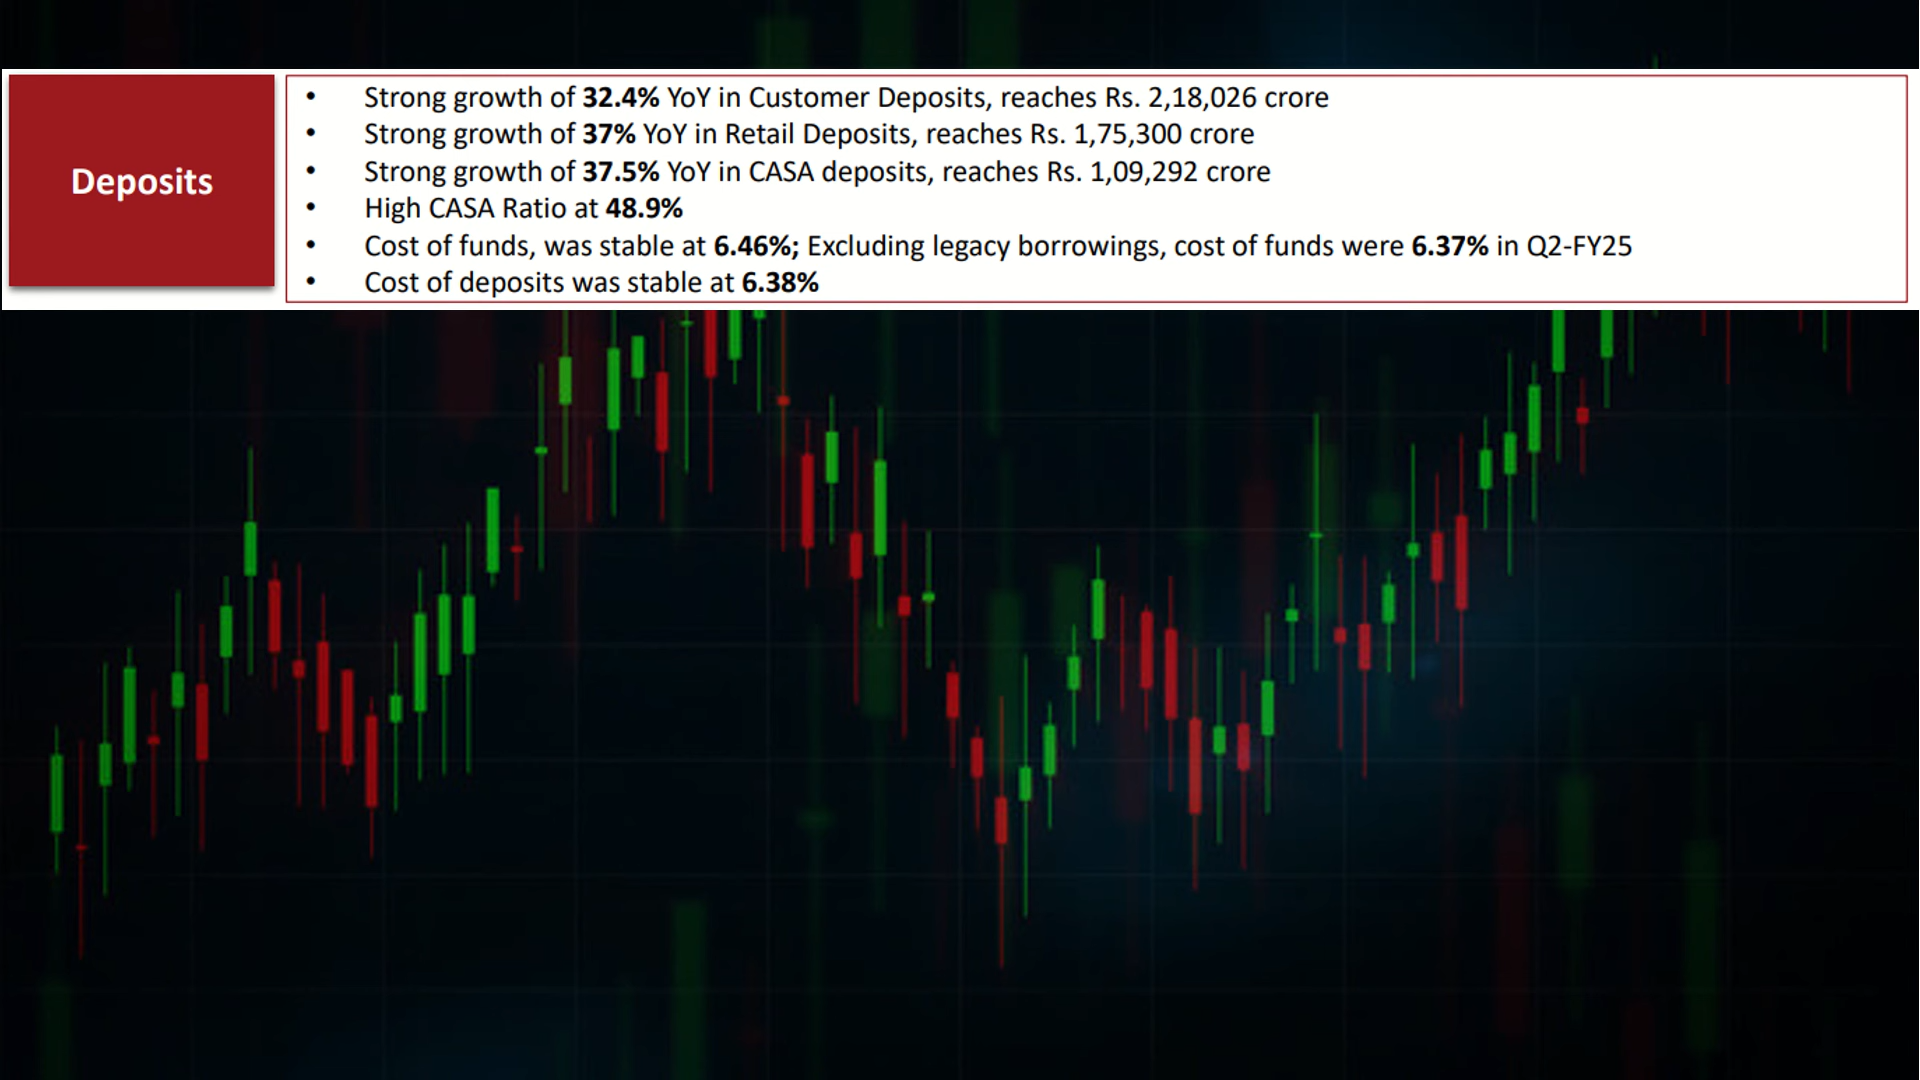 Deposits
• Strong growth of 32.4% YoY in Customer Deposits, reaches Rs. 2,18,026 crore
• Strong growth of 37% YoY in Retail Deposits, reaches Rs. 1,75,300 crore
• Strong growth of 37.5% YoY in CASA deposits, reaches Rs. 1,09,292 crore
• High CASA Ratio at 48.9%
• Cost of funds, was stable at 6.46%; Excluding legacy borrowings, cost of funds were 6.37% in Q2-FY25
• Cost of deposits was stable at 6.38%